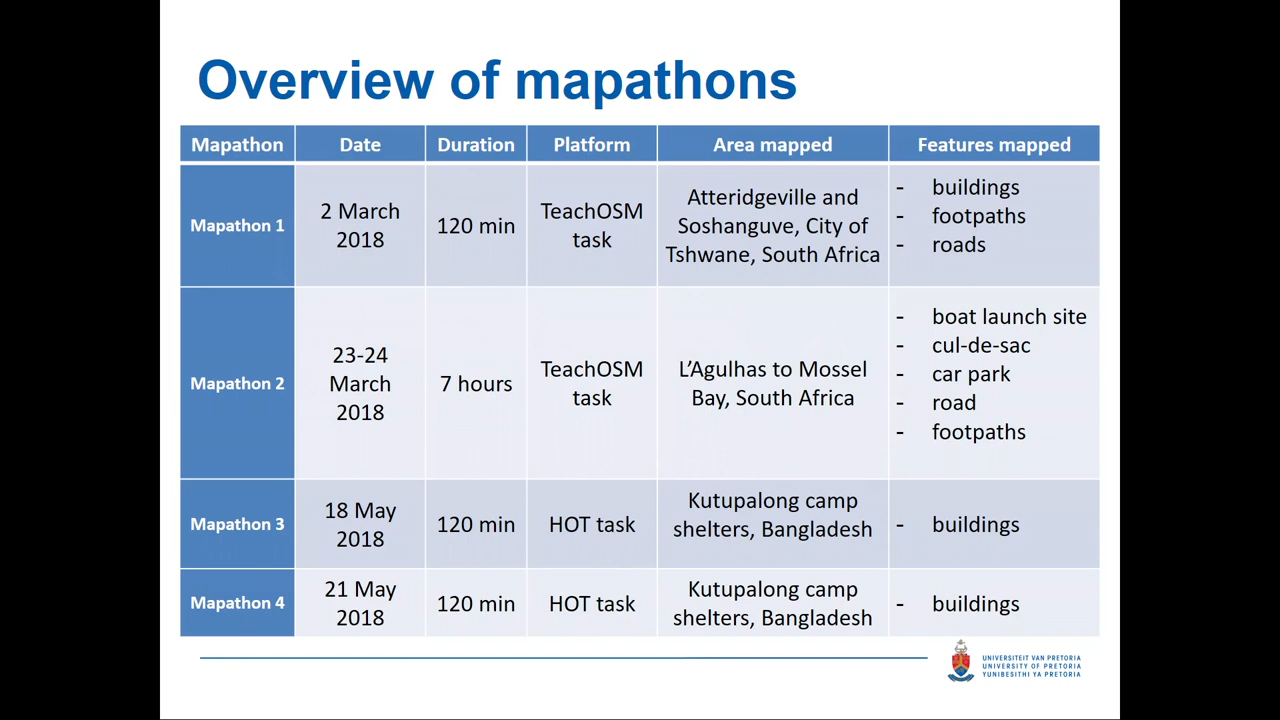 Overview of mapathons
Mapathon Date Duration Platform Area mapped Features mapped
Mapathon 1
2 March
2018
120 min
TeachOSM
task
Atteridgeville and
Soshanguve, City of
Tshwane, South Africa
- buildings
- footpaths
- roads
Mapathon 2
23-24
March
2018
7 hours
TeachOSM
task
L’Agulhas to Mossel
Bay, South Africa
- boat launch site
- cul-de-sac
- car park
- road
- footpaths
Mapathon 3
18 May
2018
120 min
HOT task
Kutupalong camp
shelters, Bangladesh
- buildings
Mapathon 4
21 May
2018
120 min
HOT task
Kutupalong camp
shelters, Bangladesh
- buildings
UNIVERSITEIT VAN PRETORIA
UNIVERSITY OF PRETORIA
YUNIBESITHI YA PRETORIA